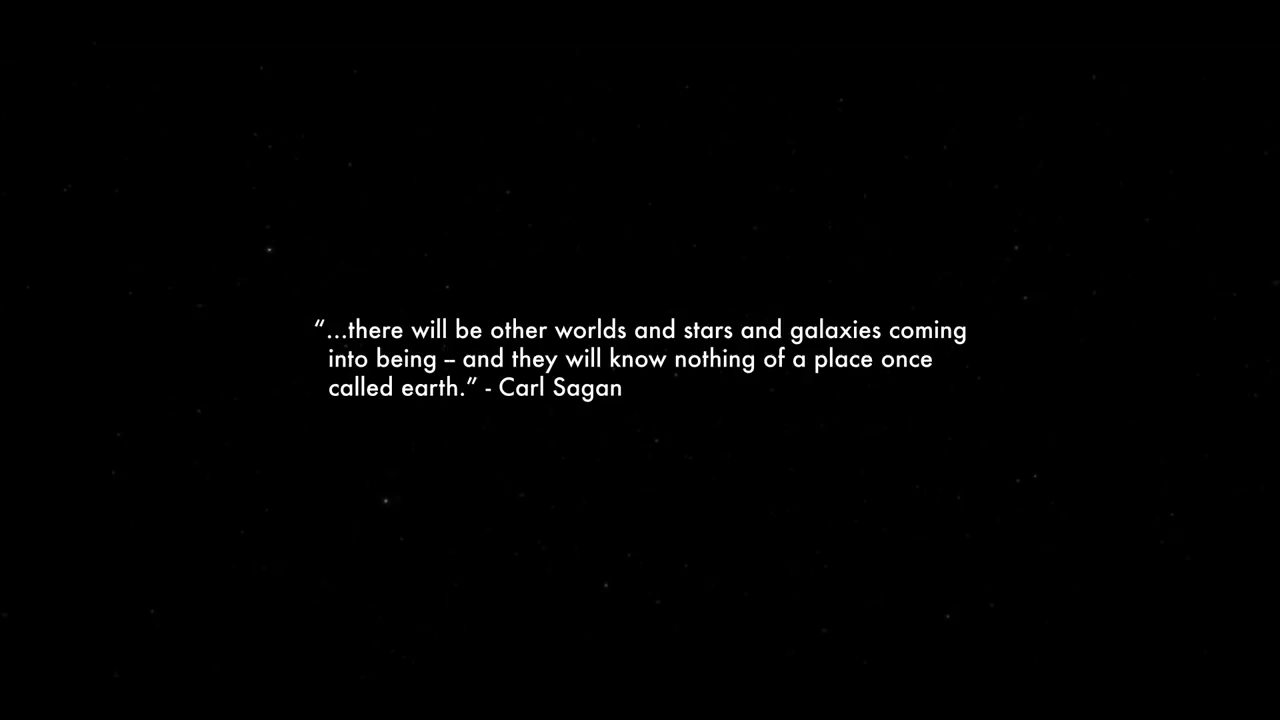 “...there will be other worlds and stars and galaxies coming
into being – and they will know nothing of a place once
called earth.” - Carl Sagan